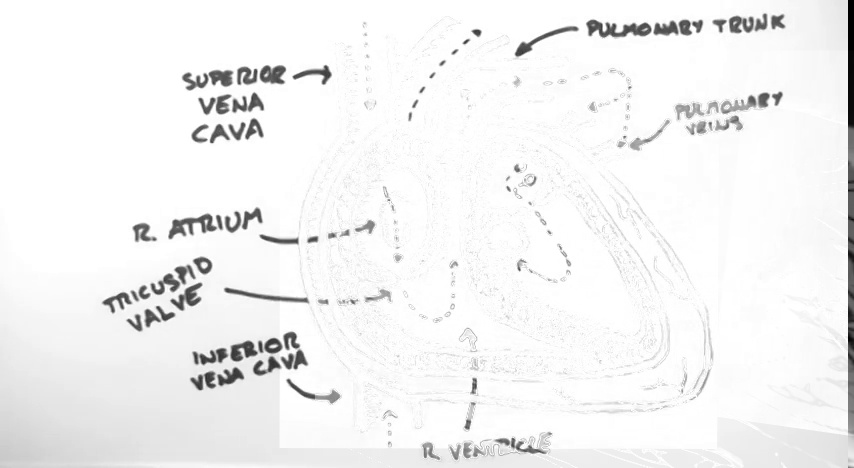 PULMONARY TRUNK
SUPERIOR
VENA
CAVA
PULMONARY
VEINS
R. ATRIUM
TRICUSPID
VALVE
INFERIOR
VENA CAVA
R VENTRICLE